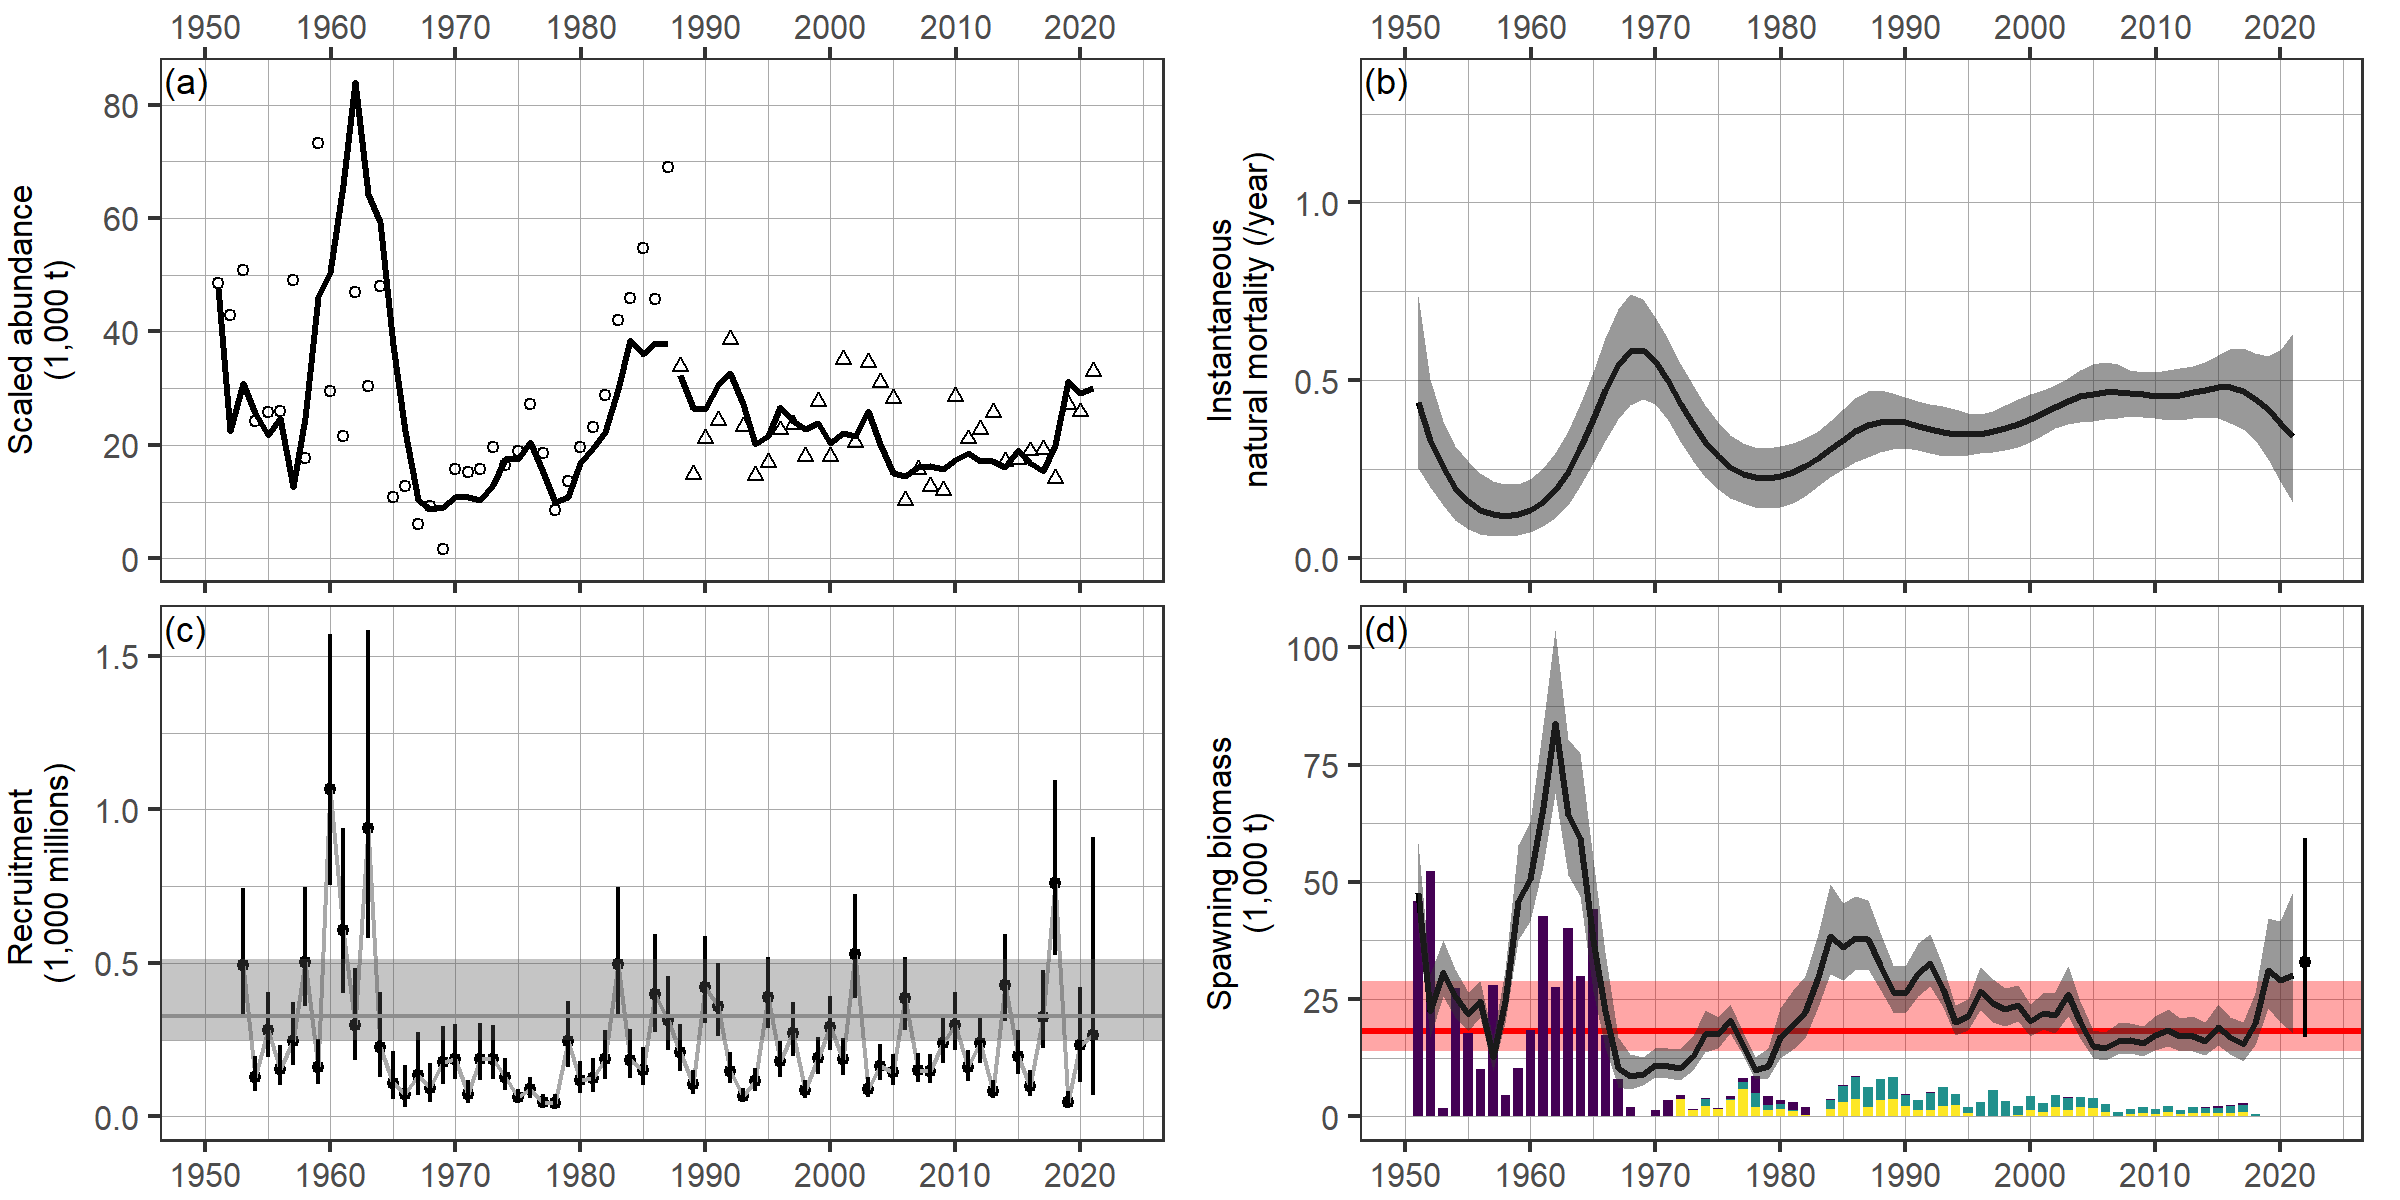 1950 1960 1970 1980 1990 2000 2010 2020
1950 1960 1970 1980 1990 2000 2010 2020
(a)
80
60
40
20
0
Scaled abundance
(1,000 t)
(b)
1.0
0.5
0.0
Instantaneous
natural mortality (/year)
(c)
1.5
1.0
0.5
0.0
Recruitment
(1,000 millions)
(d)
100
75
50
25
0
Spawning biomass
(1,000 t)
1950 1960 1970 1980 1990 2000 2010 2020
1950 1960 1970 1980 1990 2000 2010 2020